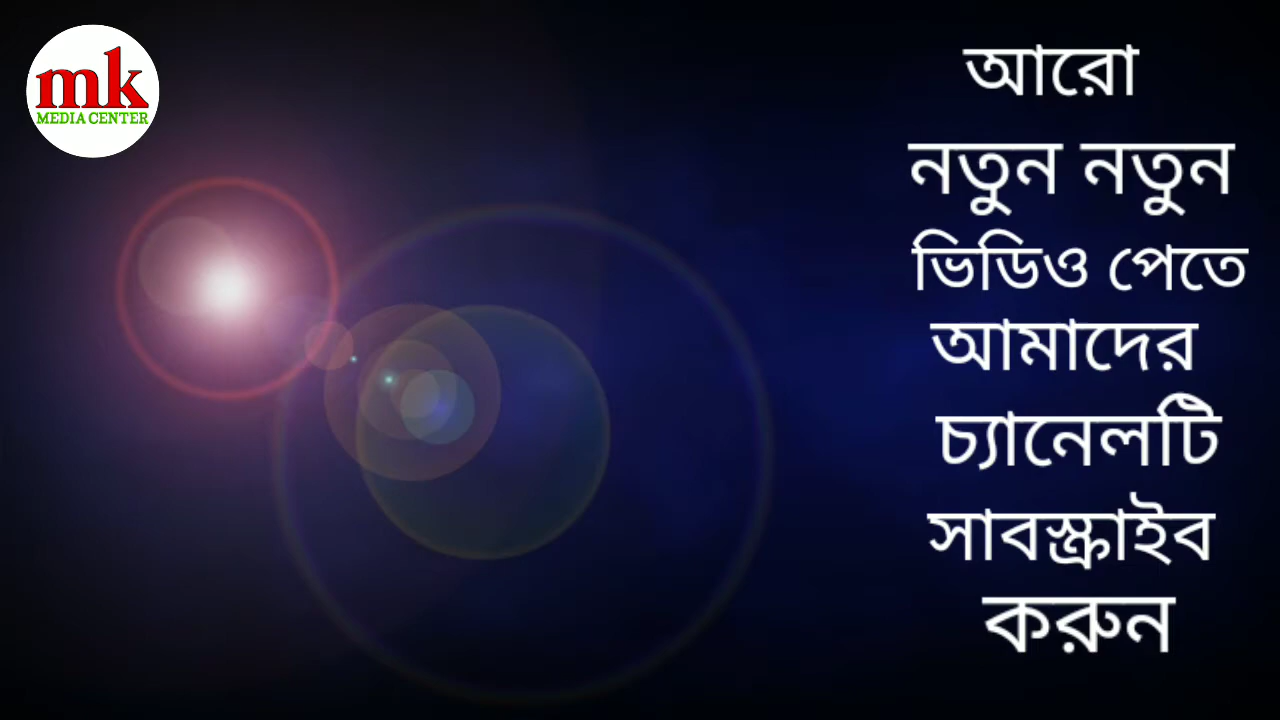 mk
MEDIA CENTER
আরো
নতুন নতুন
ভিডিও পেতে
আমাদের
চ্যানেলটি
সাবস্ক্রাইব
করুন